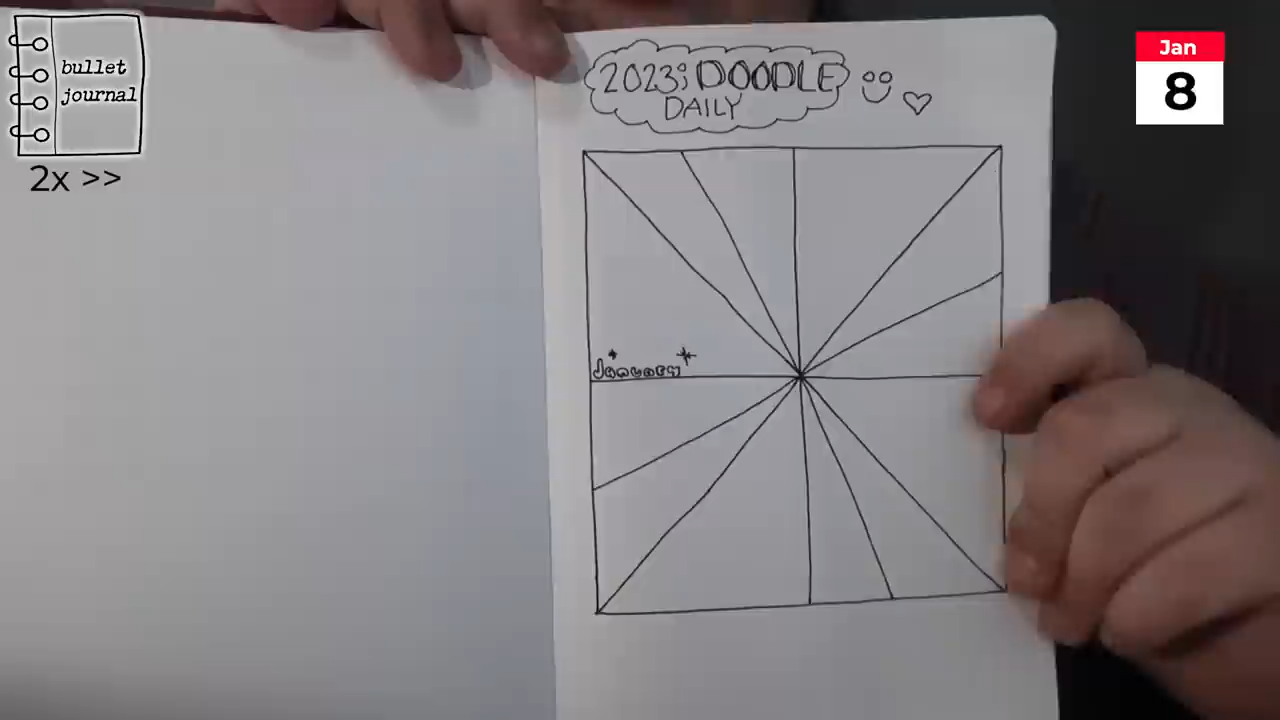 bullet
journal
2x >>
2023: DOODLE
DAILY
Jan
8
January